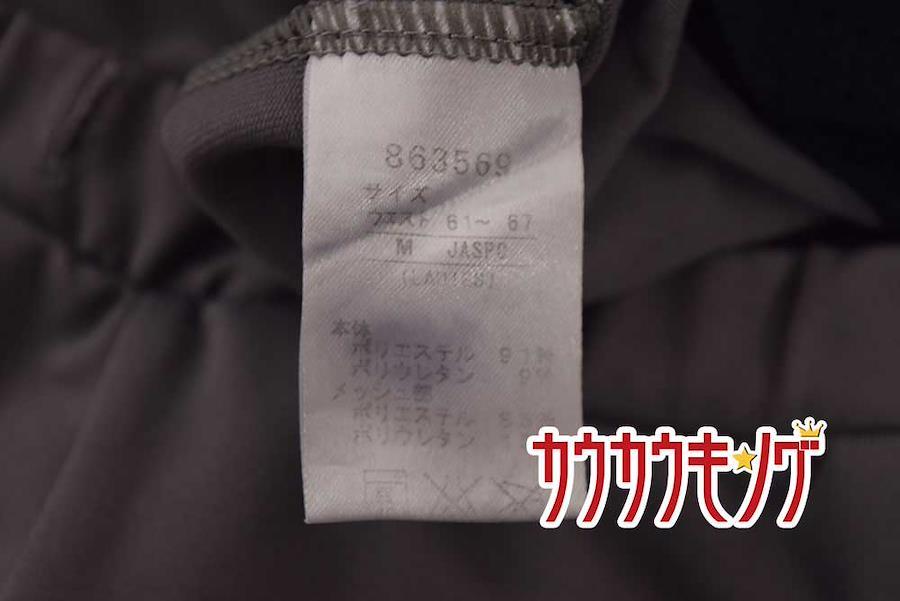 863569
サイズ
ウエスト 61～ 67
M JASPO
(LADIES)
本体
ポリエステル 91%
ポリウレタン 9%
メッシュ部
ポリエステル
ポリウレタン
カウカウキング